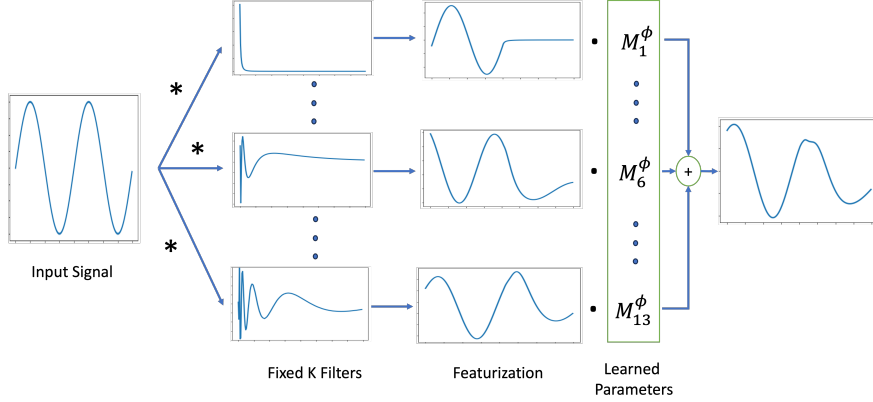 *
*
*
Input Signal
Fixed K Filters
Featurization
· M₁^ϕ
· M₆^ϕ
· M₁₃^ϕ
+
Learned
Parameters